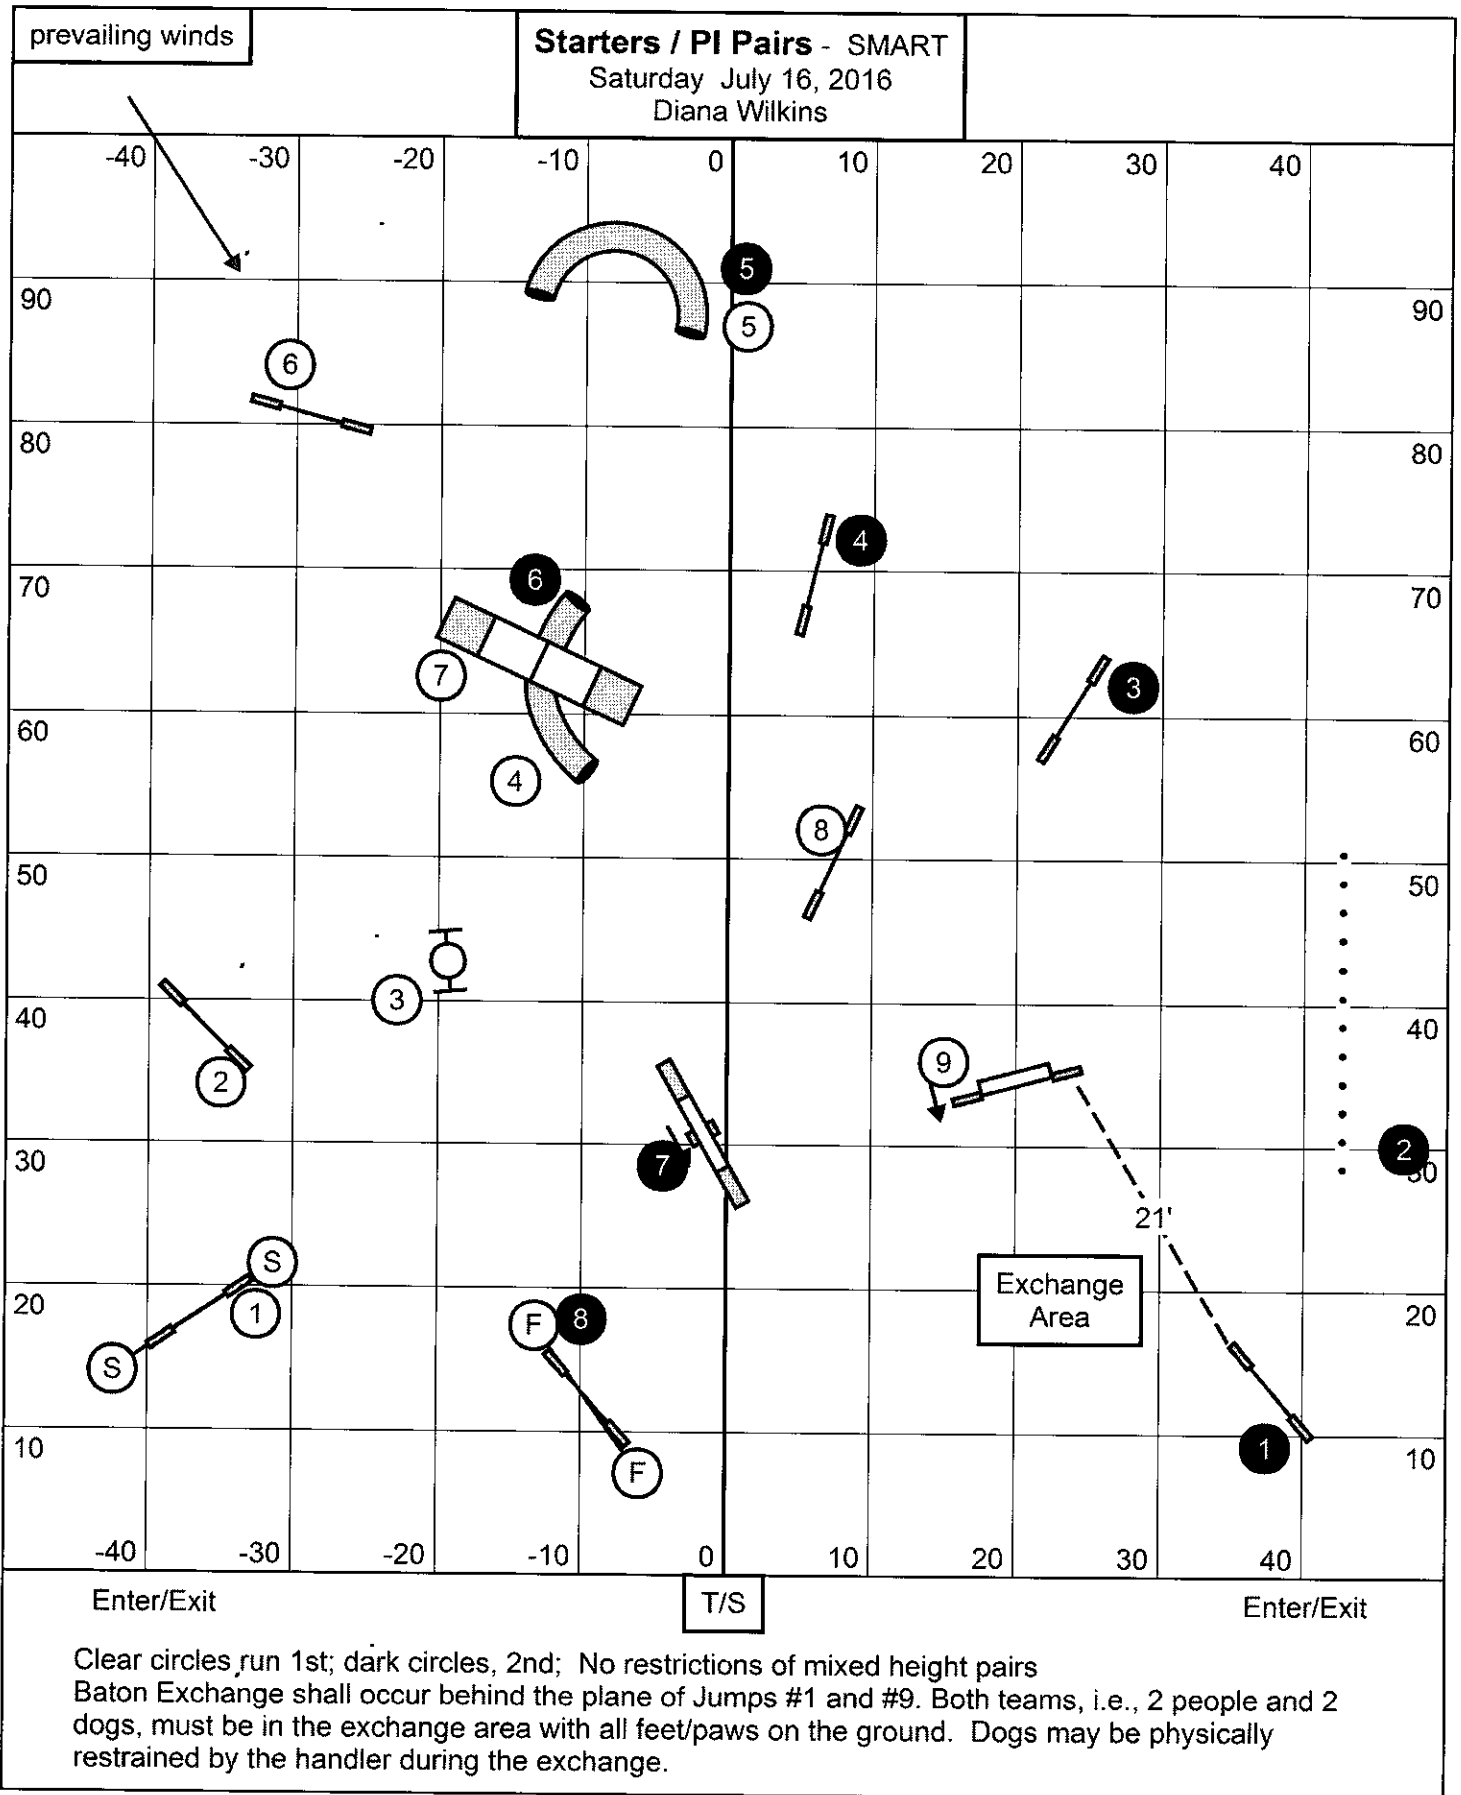 prevailing winds
Starters / PI Pairs - SMART
Saturday July 16, 2016
Diana Wilkins
-40 -30 -20 -10 0 10 20 30 40
5
90 90
5
6
80 80
4
6
70 70
7
3
60 60
4
8
50 50
3
40 40
9
2
30 30
7
2
21'
S
Exchange
Area
20 20
1
F 8
S
10 10
1
F
-40 -30 -20 -10 0 10 20 30 40
Enter/Exit T/S Enter/Exit
Clear circles run 1st; dark circles, 2nd; No restrictions of mixed height pairs
Baton Exchange shall occur behind the plane of Jumps #1 and #9. Both teams, i.e., 2 people and 2
dogs, must be in the exchange area with all feet/paws on the ground. Dogs may be physically
restrained by the handler during the exchange.